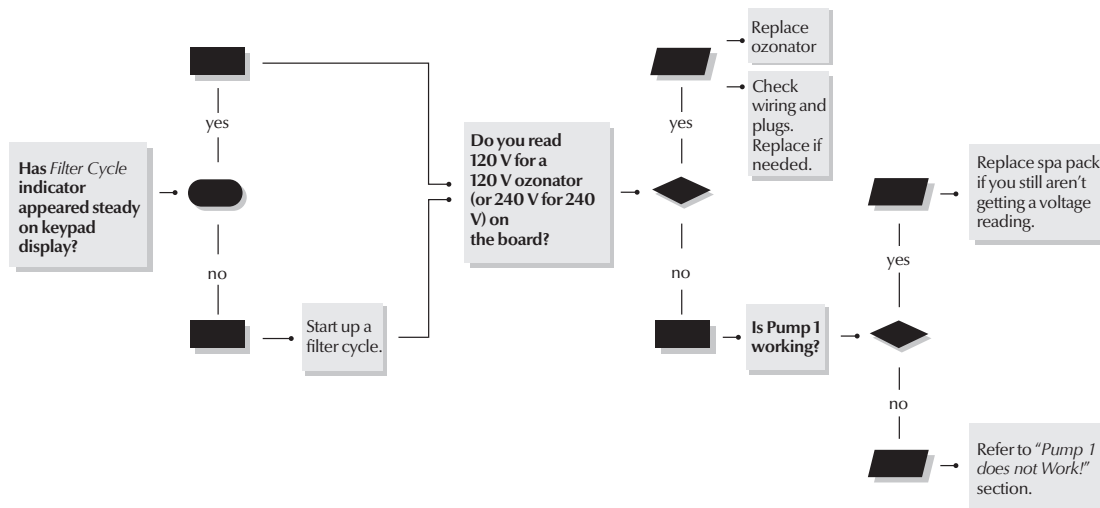 Has Filter Cycle
indicator
appeared steady
on keypad
display?
yes
no
Start up a
filter cycle.
Do you read
120 V for a
120 V ozonator
(or 240 V for 240
V) on
the board?
yes
Replace
ozonator
Check
wiring and
plugs.
Replace if
needed.
no
Is Pump 1
working?
yes
Replace spa pack
if you still aren't
getting a voltage
reading.
no
Refer to "Pump 1
does not Work!"
section.